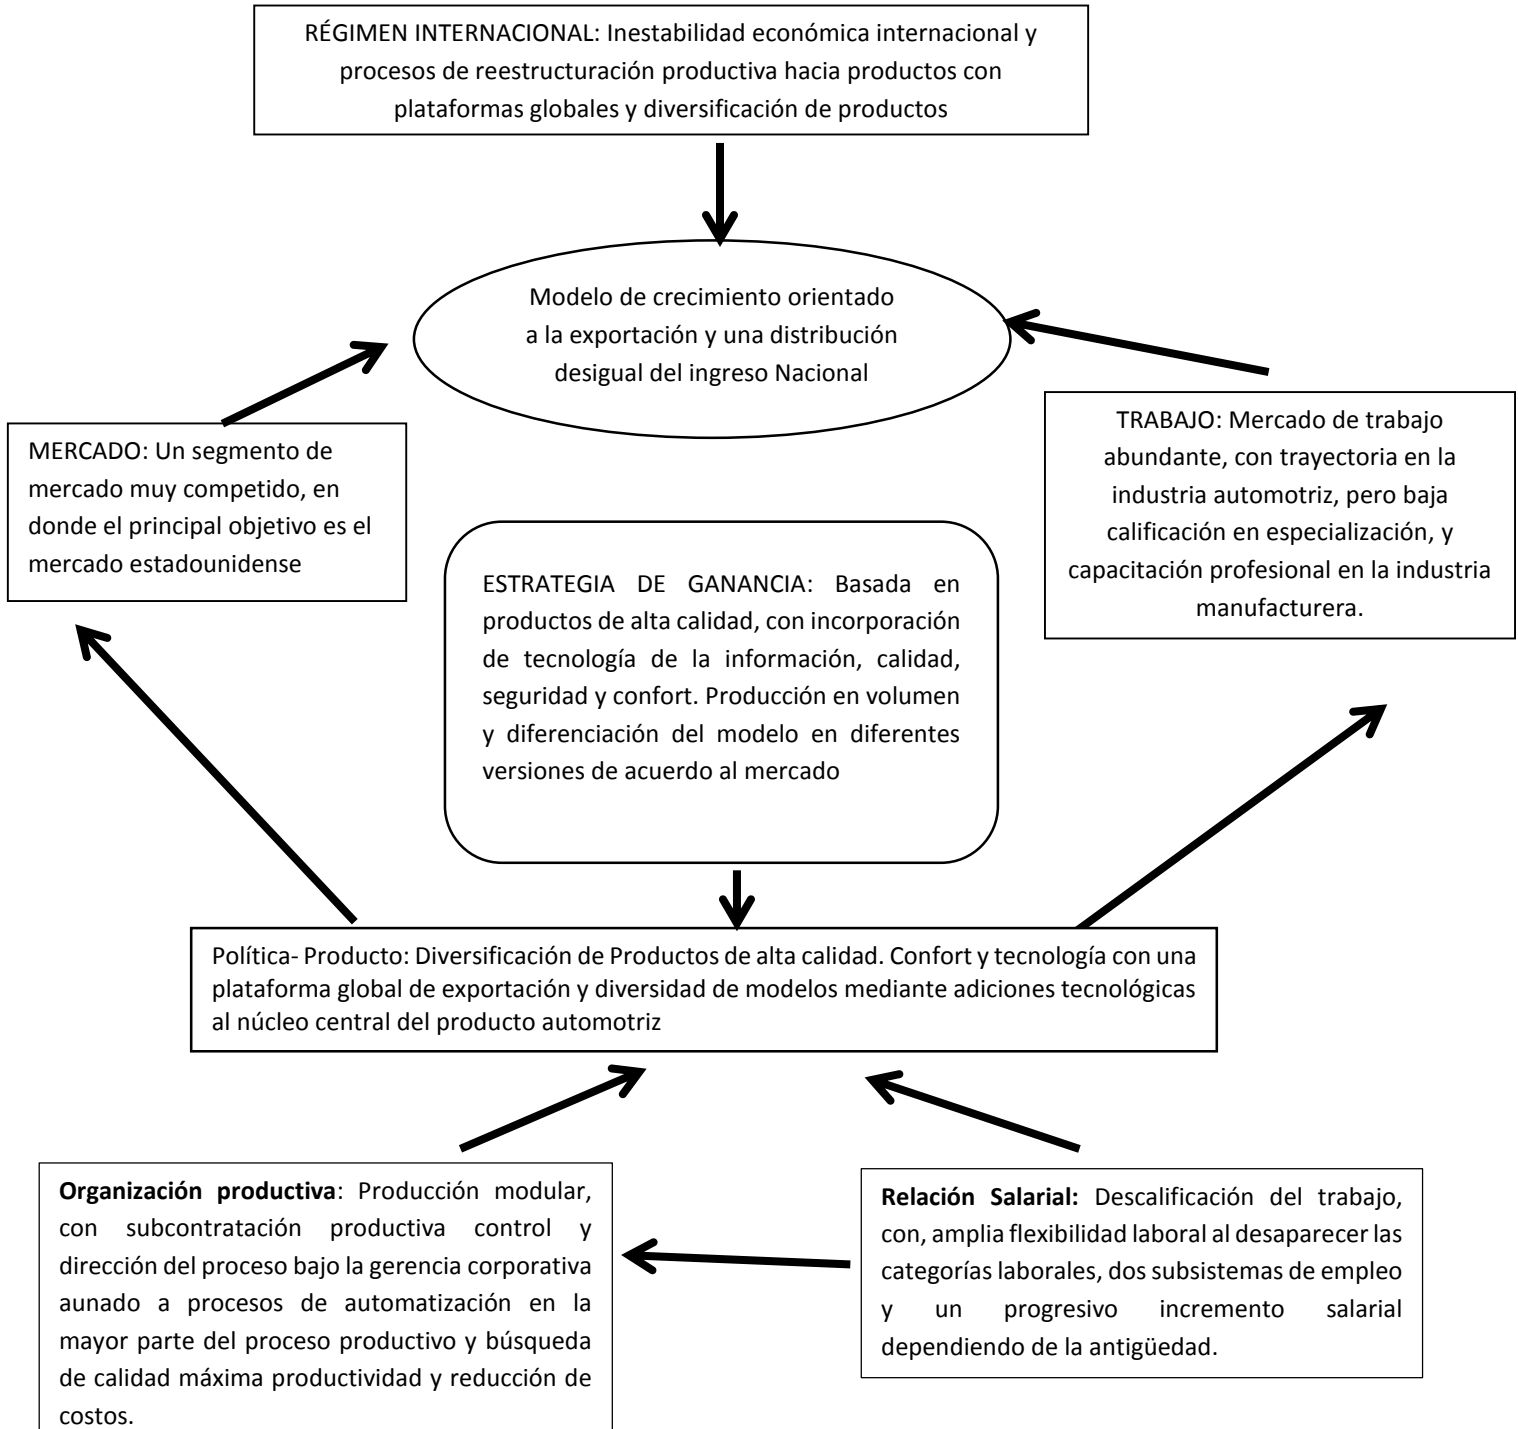 RÉGIMEN INTERNACIONAL: Inestabilidad económica internacional y
procesos de reestructuración productiva hacia productos con
plataformas globales y diversificación de productos
Modelo de crecimiento orientado
a la exportación y una distribución
desigual del ingreso Nacional
MERCADO: Un segmento de
mercado muy competido, en
donde el principal objetivo es el
mercado estadounidense
TRABAJO: Mercado de trabajo
abundante, con trayectoria en la
industria automotriz, pero baja
calificación en especialización, y
capacitación profesional en la industria
manufacturera.
ESTRATEGIA DE GANANCIA: Basada en
productos de alta calidad, con incorporación
de tecnología de la información, calidad,
seguridad y confort. Producción en volumen
y diferenciación del modelo en diferentes
versiones de acuerdo al mercado
Política- Producto: Diversificación de Productos de alta calidad. Confort y tecnología con una
plataforma global de exportación y diversidad de modelos mediante adiciones tecnológicas
al núcleo central del producto automotriz
Organización productiva: Producción modular,
con subcontratación productiva control y
dirección del proceso bajo la gerencia corporativa
aunado a procesos de automatización en la
mayor parte del proceso productivo y búsqueda
de calidad máxima productividad y reducción de
costos.
Relación Salarial: Descalificación del trabajo,
con, amplia flexibilidad laboral al desaparecer las
categorías laborales, dos subsistemas de empleo
y un progresivo incremento salarial
dependiendo de la antigüedad.